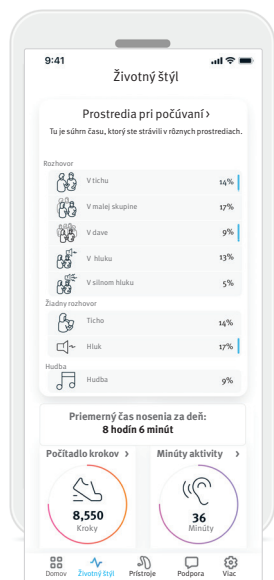 9:41
Životný štýl
Prostredia pri počúvaní ›
Tu je súhrn času, ktorý ste strávili v rôznych prostrediach.
Rozhovor
V tichu 14%
V malej skupine 17%
V dave 9%
V hluku 13%
V silnom hluku 5%
Žiadny rozhovor
Ticho 14%
Hluk 17%
Hudba
Hudba 9%
Priemerný čas nosenia za deň:
8 hodín 6 minút
Počítadlo krokov › Minúty aktivity ›
8,550 36
Kroky Minúty
Domov Životný štýl Prístroje Podpora Viac